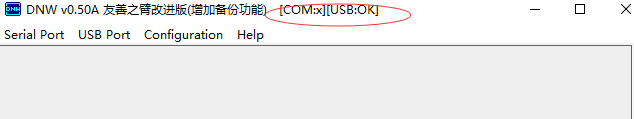 DNW DNW v0.50A 友善之臂改进版(增加备份功能) [COM:x][USB:OK]
Serial Port USB Port Configuration Help